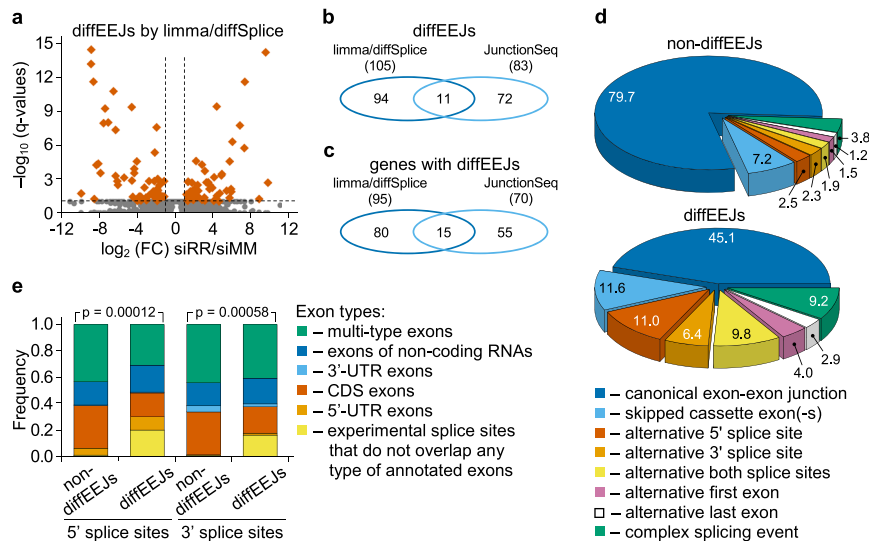 a
diffEEJs by limma/diffSplice
15
12
9
6
3
0
–log10 (q-values)
-12 -8 -4 0 4 8 12
log2 (FC) siRR/siMM
b
diffEEJs
limma/diffSplice
(105)
JunctionSeq
(83)
94 11 72
c
genes with diffEEJs
limma/diffSplice
(95)
JunctionSeq
(70)
80 15 55
d
non-diffEEJs
79.7
7.2
2.5
2.3
1.9
1.5
1.2
3.8
diffEEJs
45.1
11.6
11.0
6.4
9.8
4.0
2.9
9.2
– canonical exon-exon junction
– skipped cassette exon(-s)
– alternative 5' splice site
– alternative 3' splice site
– alternative both splice sites
– alternative first exon
– alternative last exon
– complex splicing event
e
p = 0.00012 p = 0.00058
1.0
0.8
0.6
0.4
0.2
0.0
Frequency
non-
diffEEJs
diffEEJs
non-
diffEEJs
diffEEJs
5’ splice sites 3’ splice sites
Exon types:
– multi-type exons
– exons of non-coding RNAs
– 3’-UTR exons
– CDS exons
– 5’-UTR exons
– experimental splice sites
that do not overlap any
type of annotated exons